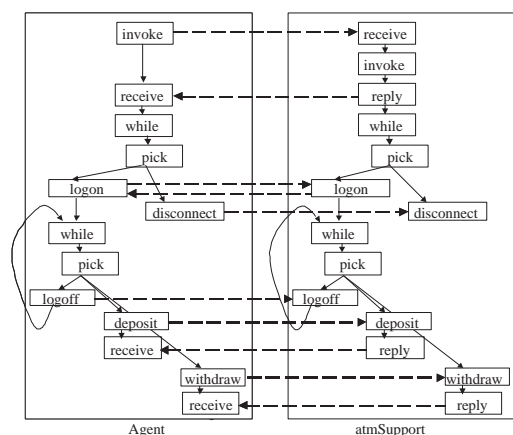 invoke receive
invoke
receive reply
while while
pick pick
logon logon
disconnect disconnect
while while
pick pick
logoff logoff
deposit deposit
receive reply
withdraw withdraw
receive reply
Agent atmSupport